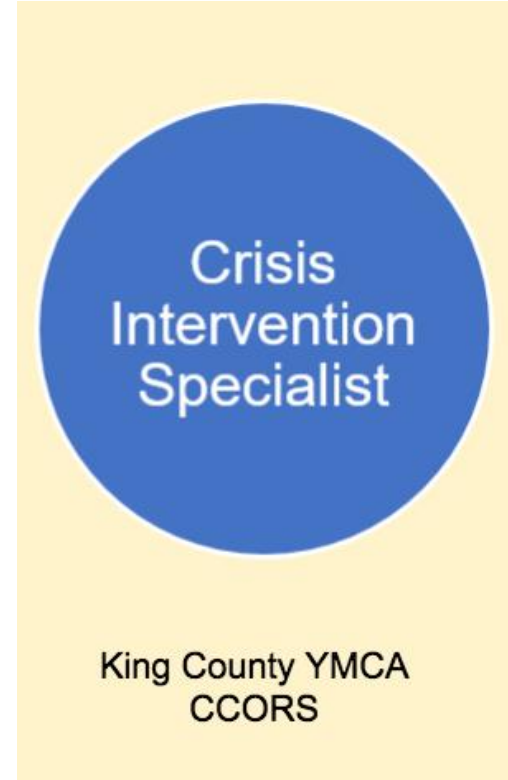 Crisis
Intervention
Specialist
King County YMCA
CCORS